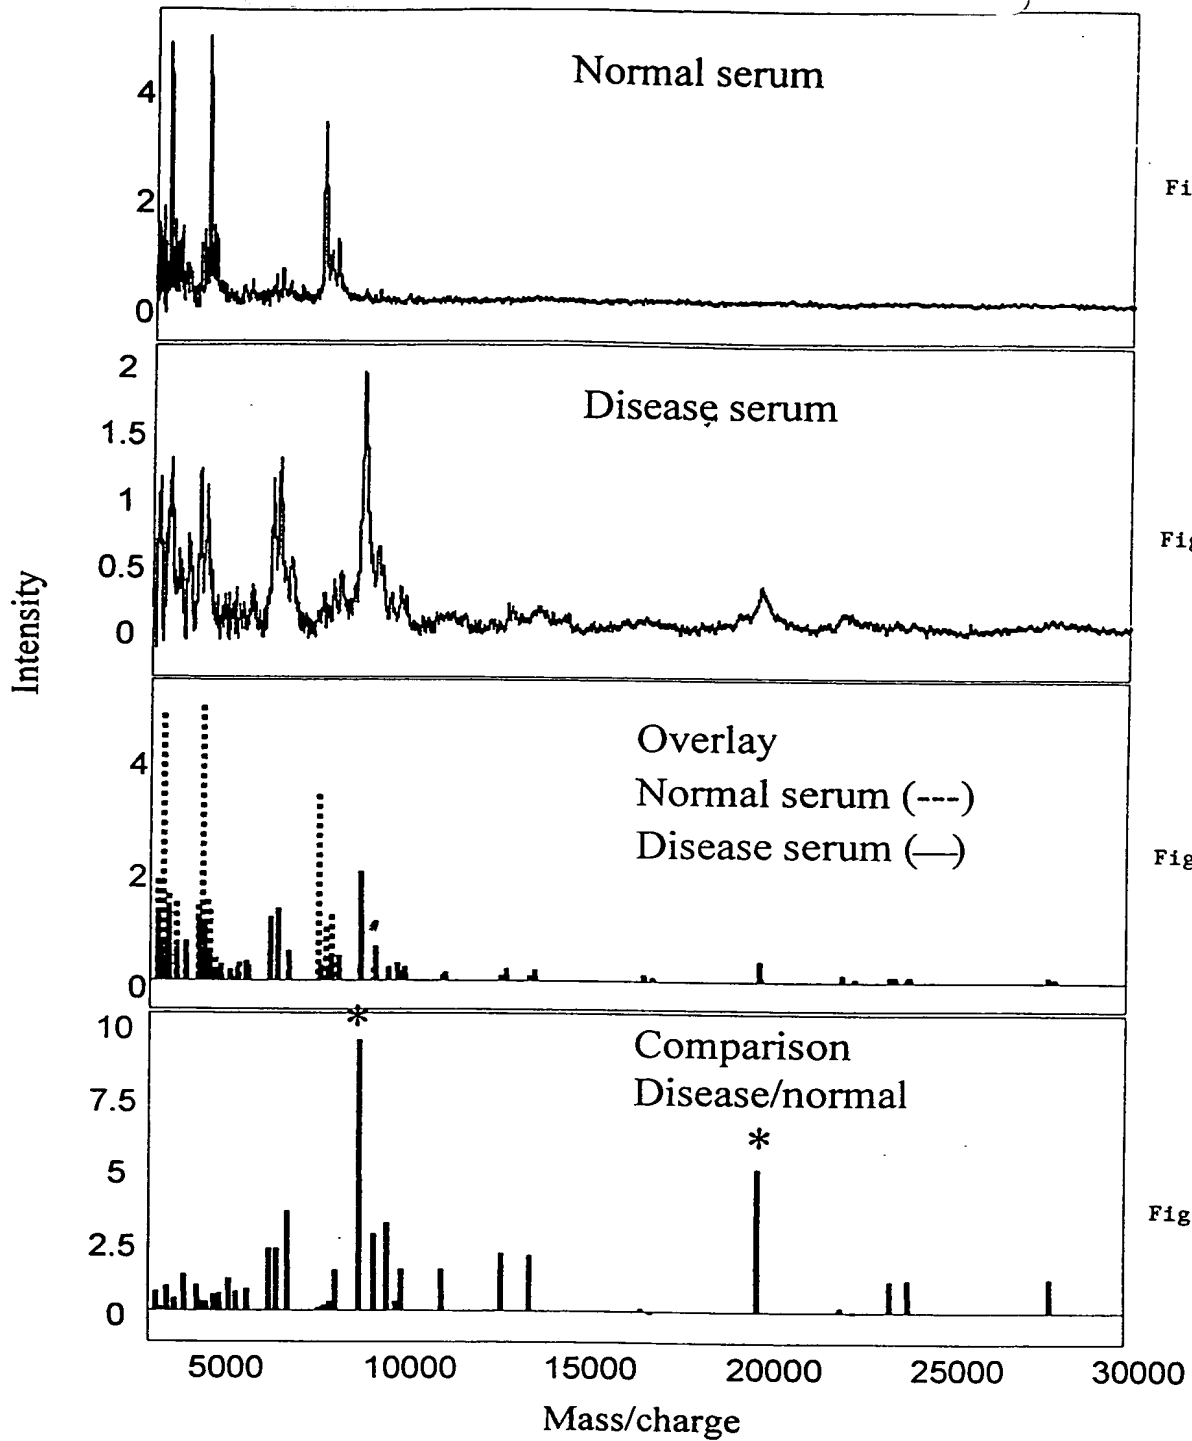 Normal serum
4
2
0
Fi
Disease serum
2
1.5
1
0.5
0
Fig
Intensity
Overlay
Normal serum (---)
Disease serum (—)
4
2
0
Fig
*
10
7.5
5
2.5
0
Comparison
Disease/normal
*
Fig
5000 10000 15000 20000 25000 30000
Mass/charge